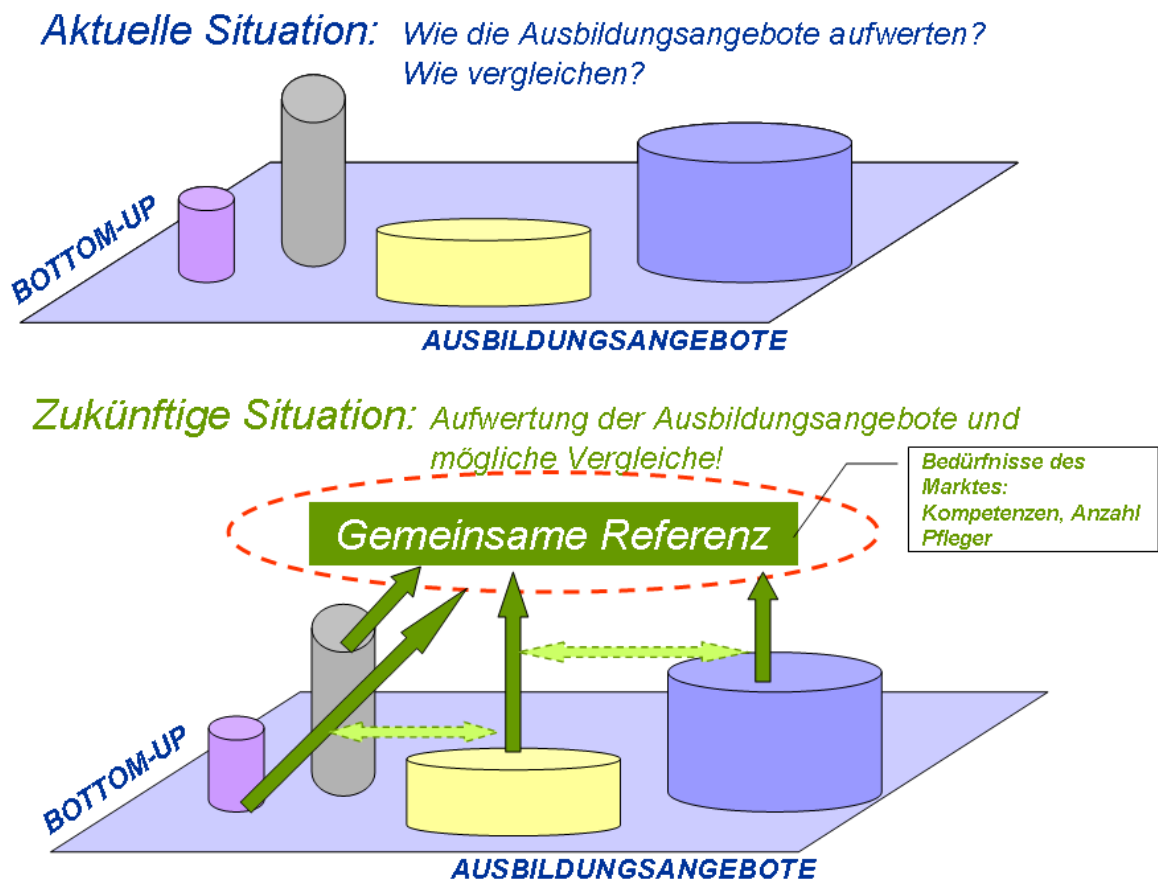 Aktuelle Situation: Wie die Ausbildungsangebote aufwerten?
Wie vergleichen?
BOTTOM-UP
AUSBILDUNGSANGEBOTE
Zukünftige Situation: Aufwertung der Ausbildungsangebote und
mögliche Vergleiche!
Bedürfnisse des
Marktes:
Kompetenzen, Anzahl
Pfleger
Gemeinsame Referenz
BOTTOM-UP
AUSBILDUNGSANGEBOTE